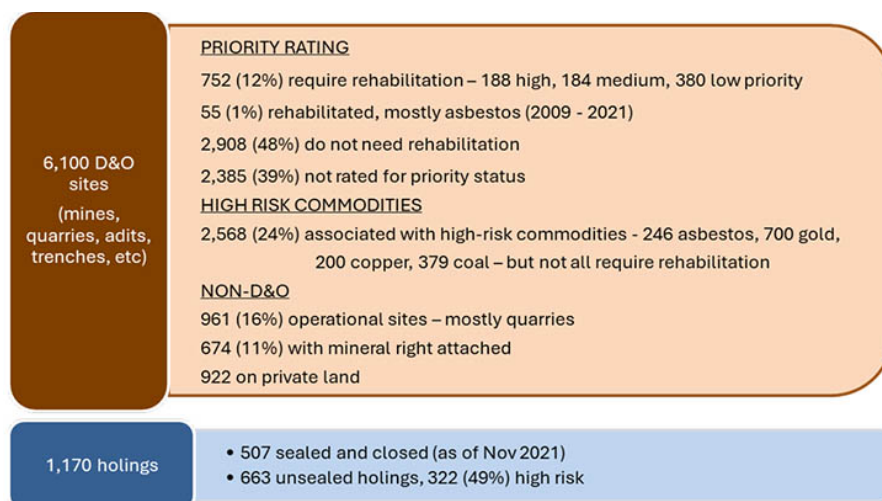 6,100 D&O
sites
(mines,
quarries, adits,
trenches, etc)
PRIORITY RATING
752 (12%) require rehabilitation – 188 high, 184 medium, 380 low priority
55 (1%) rehabilitated, mostly asbestos (2009 - 2021)
2,908 (48%) do not need rehabilitation
2,385 (39%) not rated for priority status
HIGH RISK COMMODITIES
2,568 (24%) associated with high-risk commodities - 246 asbestos, 700 gold,
200 copper, 379 coal – but not all require rehabilitation
NON-D&O
961 (16%) operational sites – mostly quarries
674 (11%) with mineral right attached
922 on private land
1,170 holings
• 507 sealed and closed (as of Nov 2021)
• 663 unsealed holings, 322 (49%) high risk